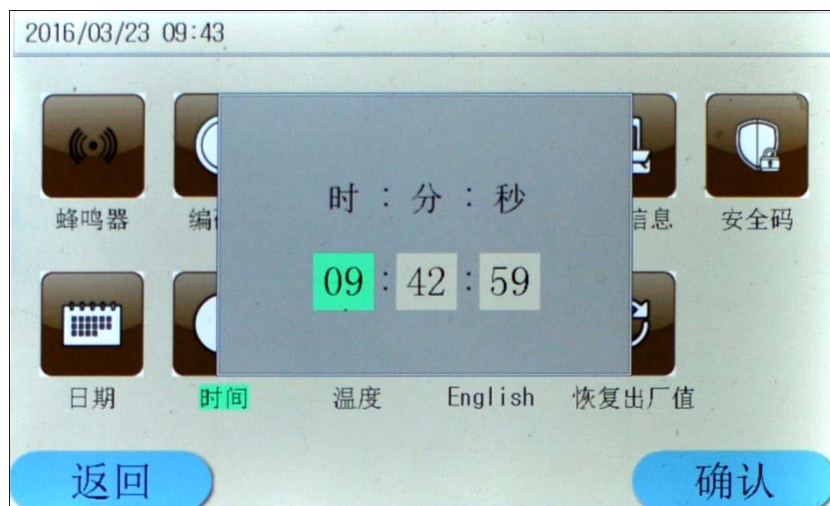 2016/03/23 09:43
时 : 分 : 秒
蜂鸣器 编 信息 安全码
09 : 42 : 59
日期 时间 温度 English 恢复出厂值
返回 确认